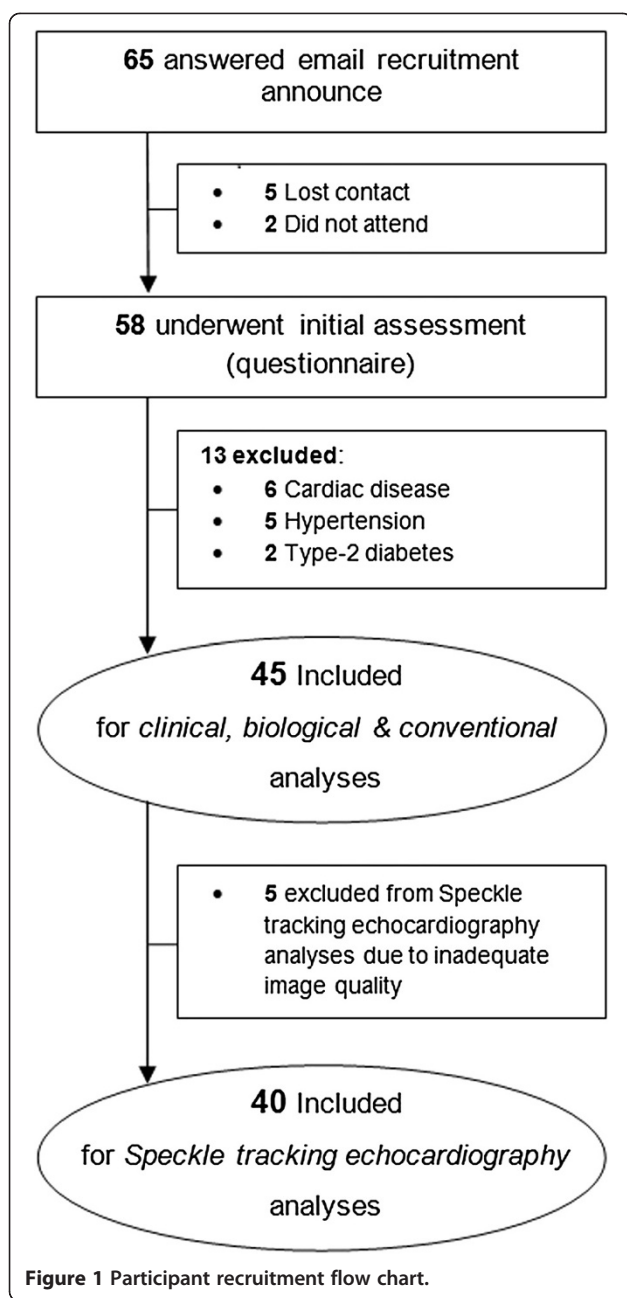 65 answered email recruitment
announce
• 5 Lost contact
• 2 Did not attend
58 underwent initial assessment
(questionnaire)
13 excluded:
• 6 Cardiac disease
• 5 Hypertension
• 2 Type-2 diabetes
45 Included
for clinical, biological & conventional
analyses
• 5 excluded from Speckle
tracking echocardiography
analyses due to inadequate
image quality
40 Included
for Speckle tracking echocardiography
analyses
Figure 1 Participant recruitment flow chart.